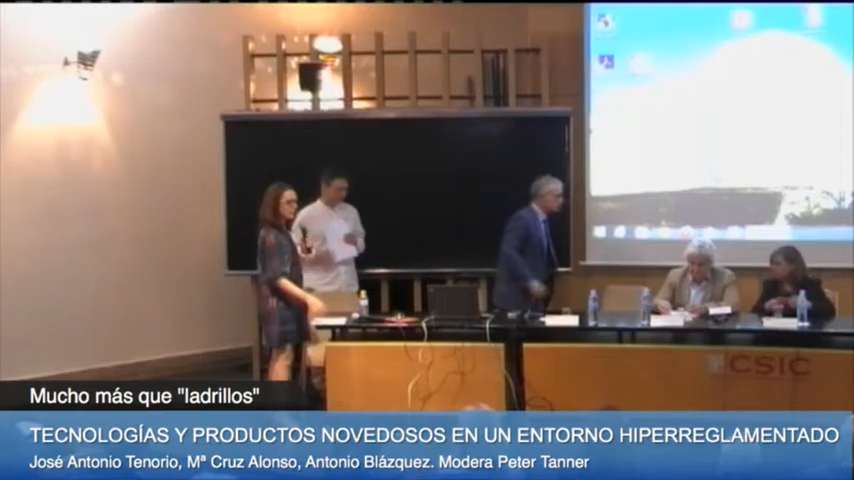 CSIC
Mucho más que "ladrillos"
TECNOLOGÍAS Y PRODUCTOS NOVEDOSOS EN UN ENTORNO HIPERREGLAMENTADO
José Antonio Tenorio, Mª Cruz Alonso, Antonio Blázquez. Modera Peter Tanner